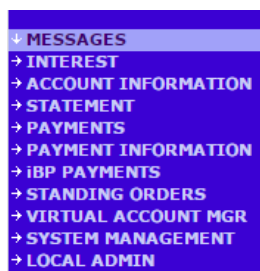 ↓ MESSAGES
→ INTEREST
→ ACCOUNT INFORMATION
→ STATEMENT
→ PAYMENTS
→ PAYMENT INFORMATION
→ iBP PAYMENTS
→ STANDING ORDERS
→ VIRTUAL ACCOUNT MGR
→ SYSTEM MANAGEMENT
→ LOCAL ADMIN